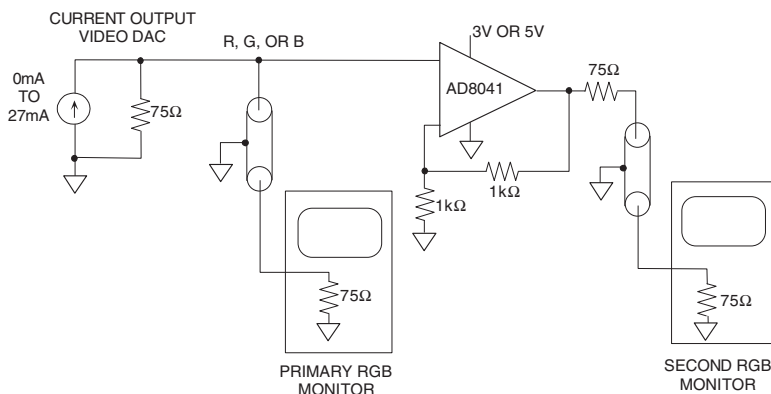 CURRENT OUTPUT
VIDEO DAC
R, G, OR B
3V OR 5V
0mA
TO
27mA
75Ω
AD8041
75Ω
1kΩ
1kΩ
75Ω
PRIMARY RGB
MONITOR
75Ω
SECOND RGB
MONITOR